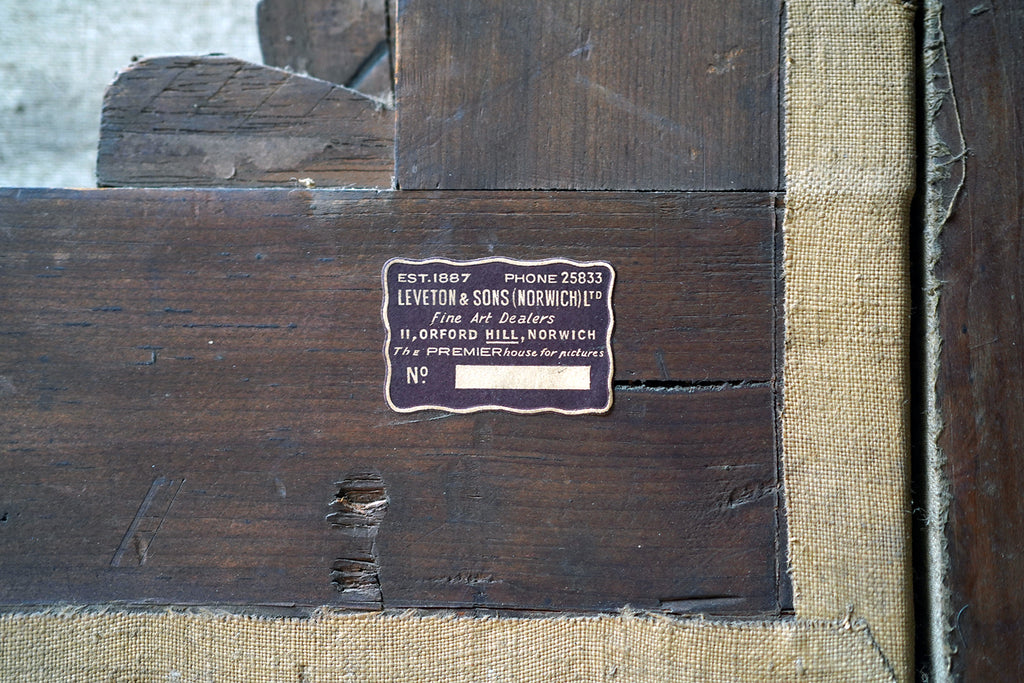 EST.1887 PHONE 25833
LEVETON & SONS (NORWICH) LTD
Fine Art Dealers
11, ORFORD HILL, NORWICH
The PREMIER house for pictures
No.